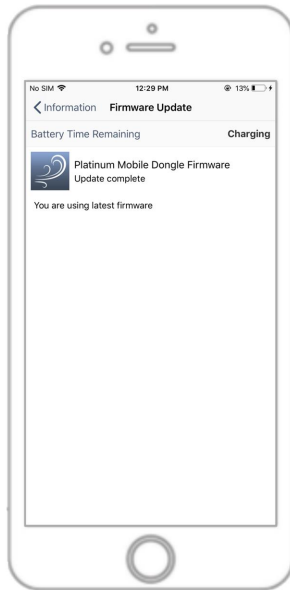 No SIM 12:29 PM 13%
Information Firmware Update
Battery Time Remaining Charging
Platinum Mobile Dongle Firmware
Update complete
You are using latest firmware